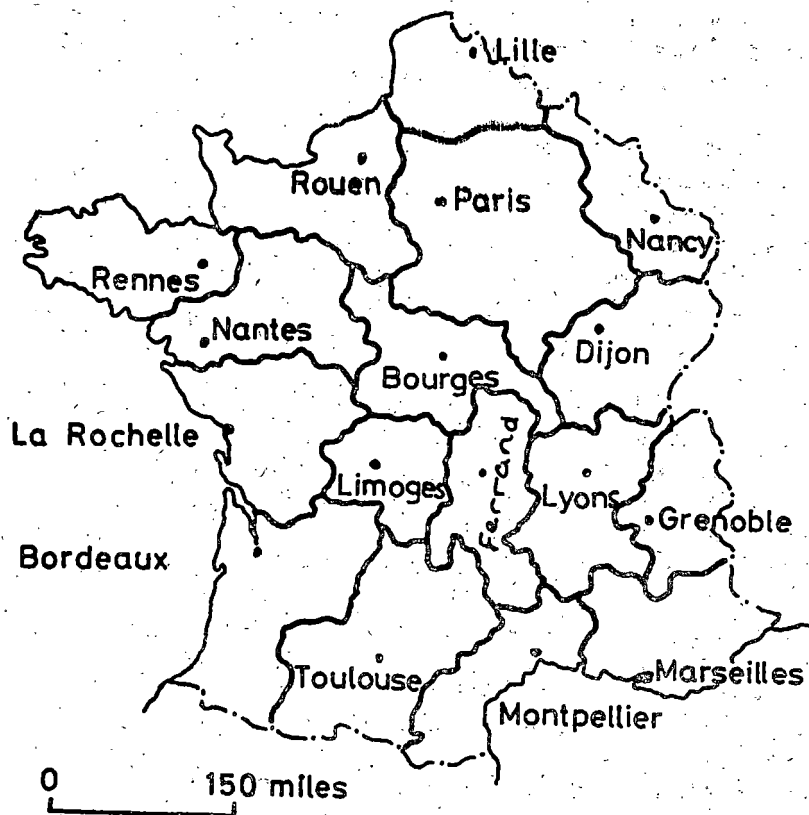 Lille
Rouen
Paris
Nancy
Rennes
Nantes
Dijon
Bourges
La Rochelle
Limoges
Ferrand
Lyons
Grenoble
Bordeaux
Toulouse
Marseilles
Montpellier
0 150 miles